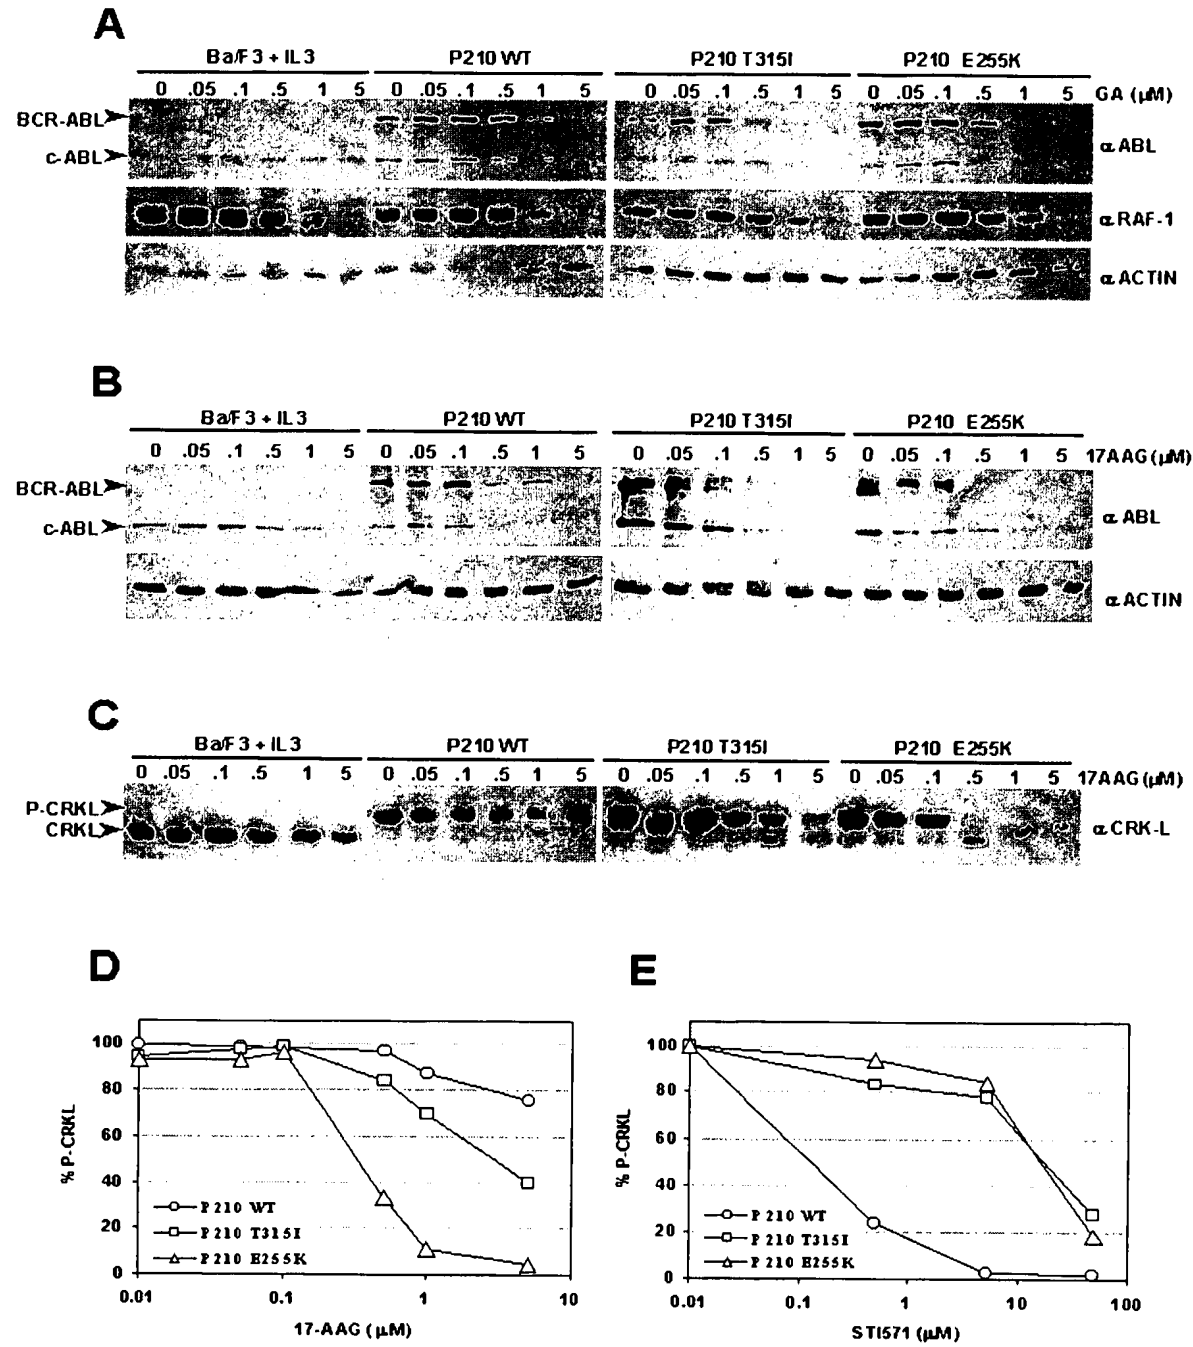 A
Ba/F3 + IL3 P210 WT P210 T315I P210 E255K
0 .05 .1 .5 1 5 0 .05 .1 .5 1 5 0 .05 .1 .5 1 5 0 .05 .1 .5 1 5 GA (µM)
BCR-ABL
c-ABL
α ABL
α RAF-1
α ACTIN
B
Ba/F3 + IL3 P210 WT P210 T315I P210 E255K
0 .05 .1 .5 1 5 0 .05 .1 .5 1 5 0 .05 .1 .5 1 5 0 .05 .1 .5 1 5 17AAG (µM)
BCR-ABL
c-ABL
α ABL
α ACTIN
C
Ba/F3 + IL3 P210 WT P210 T315I P210 E255K
0 .05 .1 .5 1 5 0 .05 .1 .5 1 5 0 .05 .1 .5 1 5 0 .05 .1 .5 1 5 17AAG (µM)
P-CRKL
CRKL
α CRK-L
D
% P-CRKL
100
80
60
40
20
0
P 210 WT
P 210 T315I
P 210 E255K
0.01 0.1 1 10
17-AAG (µM)
E
% P-CRKL
100
80
60
40
20
0
P 210 WT
P 210 T315I
P 210 E255K
0.01 0.1 1 10 100
STI571 (µM)